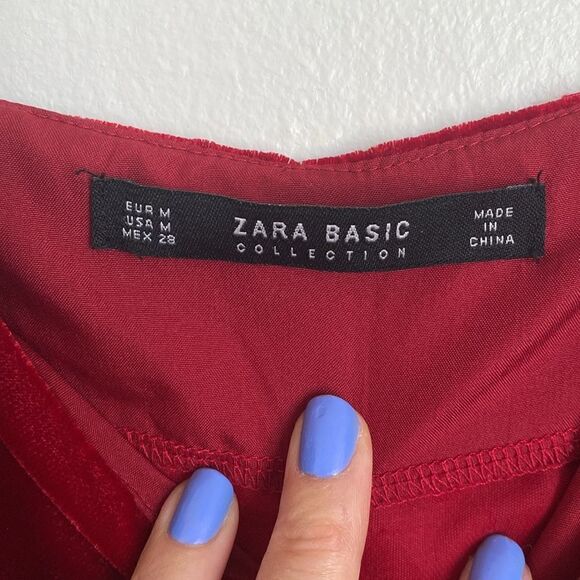 EUR M
USA M
MEX 28
ZARA BASIC
COLLECTION
MADE
IN
CHINA